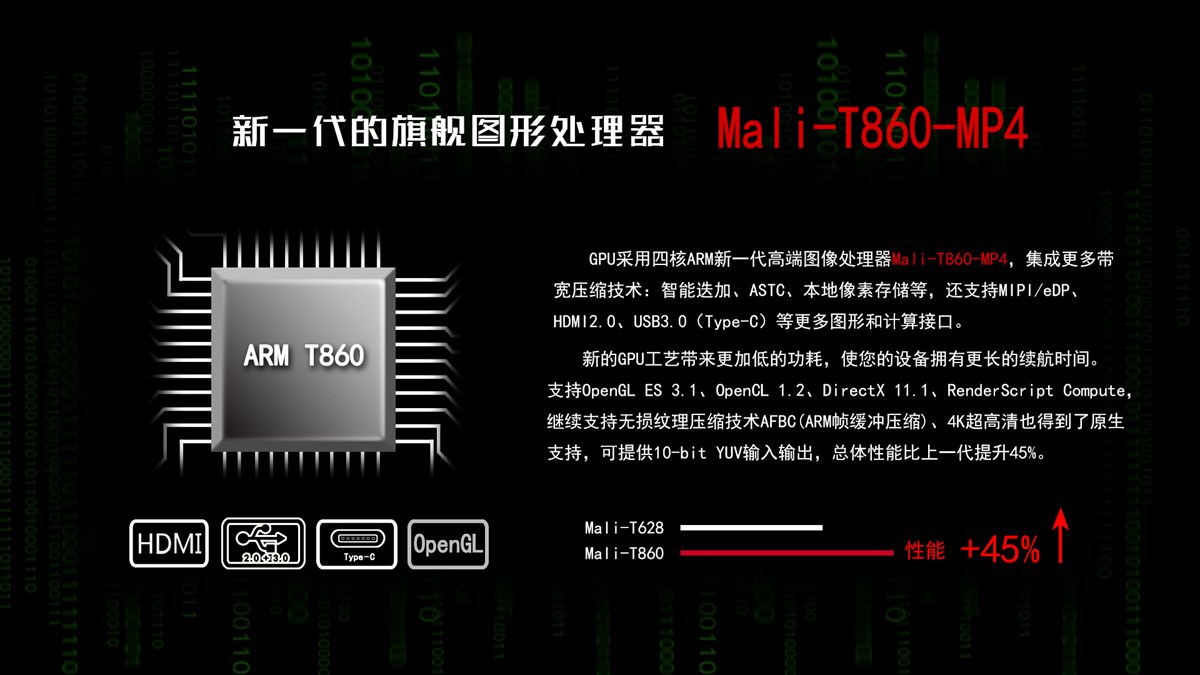 新一代的旗舰图形处理器 Mali-T860-MP4
GPU采用四核ARM新一代高端图像处理器Mali-T860-MP4，集成更多带
宽压缩技术：智能迭加、ASTC、本地像素存储等，还支持MIPI/eDP、
HDMI2.0、USB3.0（Type-C）等更多图形和计算接口。
新的GPU工艺带来更加低的功耗，使您的设备拥有更长的续航时间。
支持OpenGL ES 3.1、OpenCL 1.2、DirectX 11.1、RenderScript Compute，
继续支持无损纹理压缩技术AFBC(ARM帧缓冲压缩)、4K超高清也得到了原生
支持，可提供10-bit YUV输入输出，总体性能比上一代提升45%。
ARM T860
HDMI
2.0
3.0
Type-C
OpenGL
Mali-T628
Mali-T860
性能 +45%